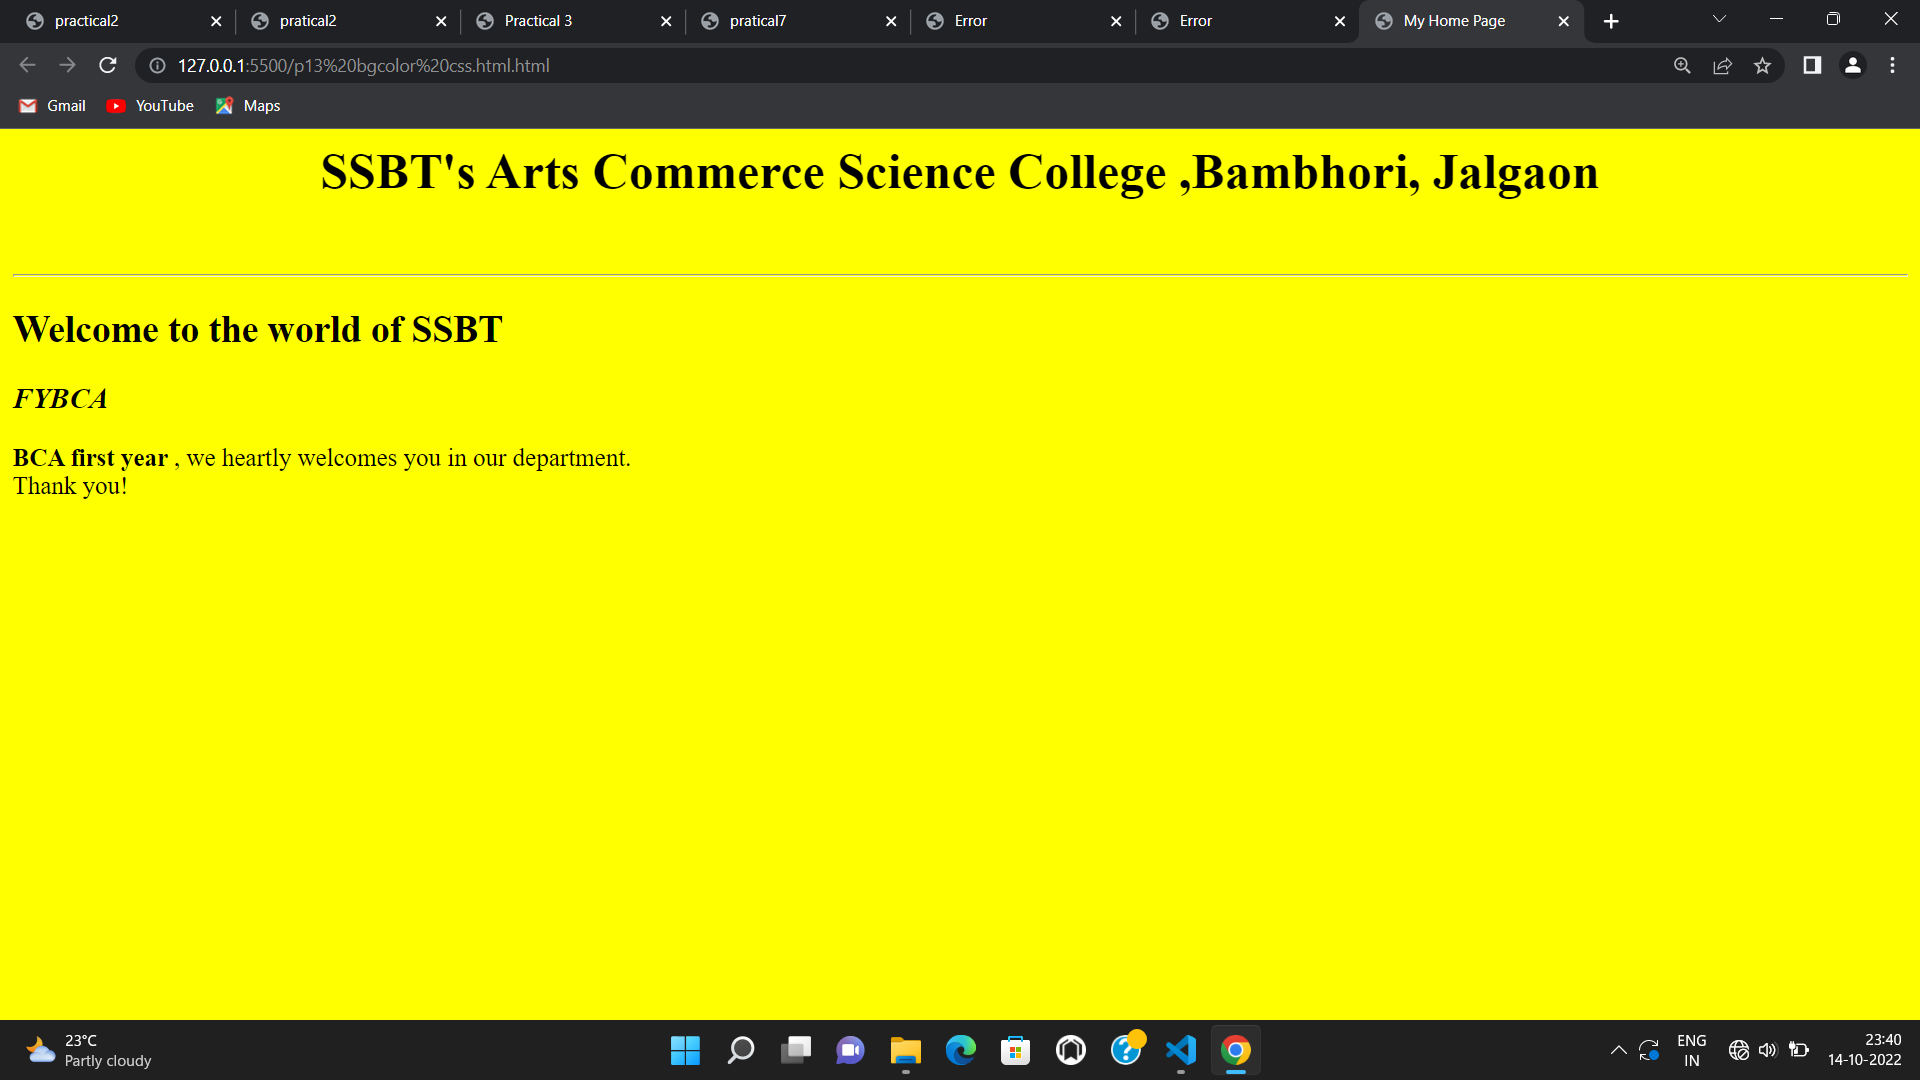 practical2
pratical2
Practical 3
pratical7
Error
Error
My Home Page
127.0.0.1:5500/p13%20bgcolor%20css.html.html
Gmail
YouTube
Maps
SSBT's Arts Commerce Science College ,Bambhori, Jalgaon
Welcome to the world of SSBT
FYBCA
BCA first year , we heartly welcomes you in our department.
Thank you!
23°C
Partly cloudy
ENG
IN
23:40
14-10-2022